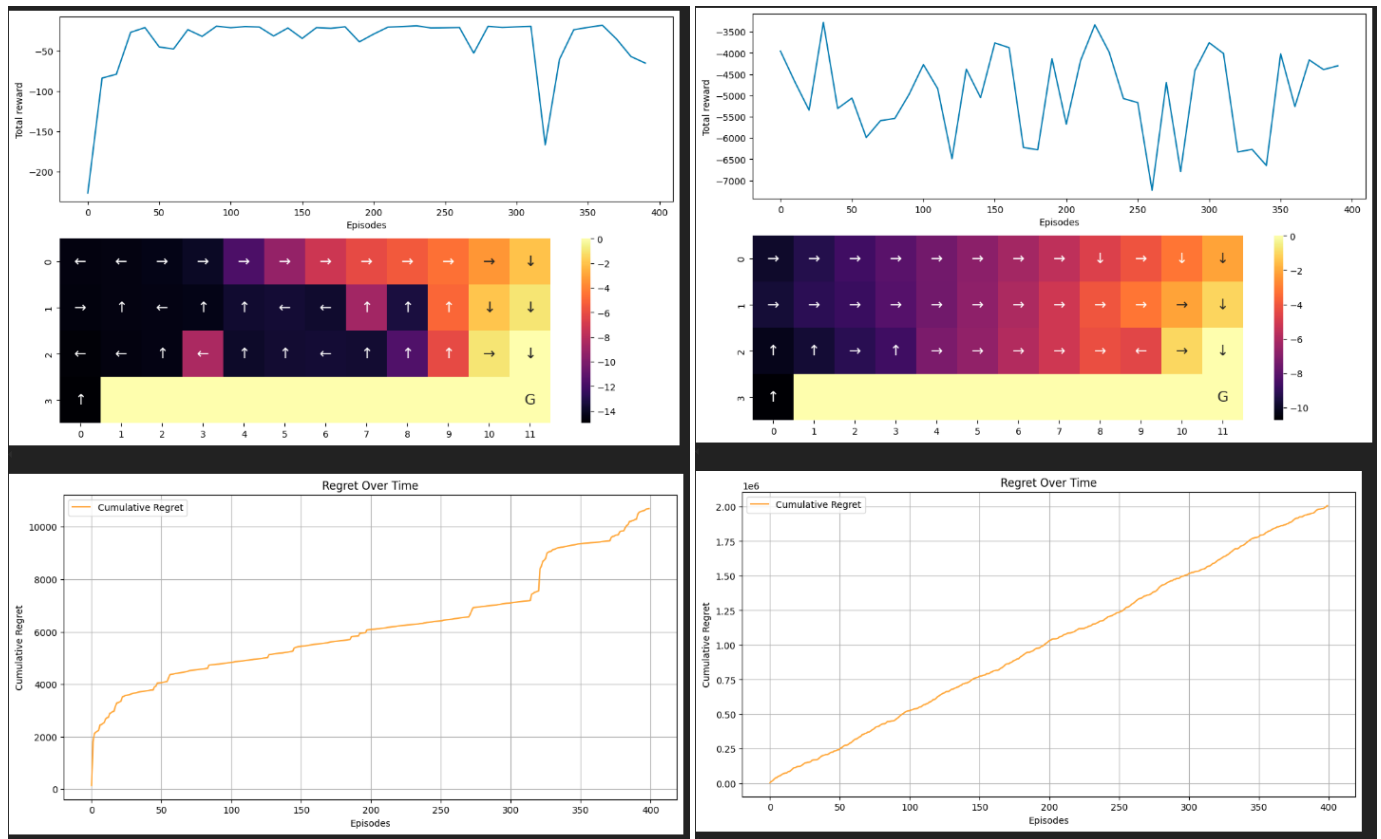 Total reward
−50
−100
−150
−200
0 50 100 150 200 250 300 350 400
Episodes
0 ← ← → → → → → → → → → ↓
1 → ↑ ← ↑ ↑ ← ← ↑ ↑ ↑ ↓ ↓
2 ← ← ↑ ← ↑ ↑ ← ↑ ↑ ↑ → ↓
3 ↑ G
0 1 2 3 4 5 6 7 8 9 10 11
0
−2
−4
−6
−8
−10
−12
−14
Regret Over Time
Cumulative Regret
Cumulative Regret
10000
8000
6000
4000
2000
0
0 50 100 150 200 250 300 350 400
Episodes
Total reward
−3500
−4000
−4500
−5000
−5500
−6000
−6500
−7000
0 50 100 150 200 250 300 350 400
Episodes
0 → → → → → → → → ↓ → ↓ ↓
1 → → → → → → → → → → → ↓
2 ↑ ↑ → ↑ → → → → → ← → ↓
3 ↑ G
0 1 2 3 4 5 6 7 8 9 10 11
0
−2
−4
−6
−8
−10
Regret Over Time
1e6
Cumulative Regret
Cumulative Regret
2.00
1.75
1.50
1.25
1.00
0.75
0.50
0.25
0.00
0 50 100 150 200 250 300 350 400
Episodes